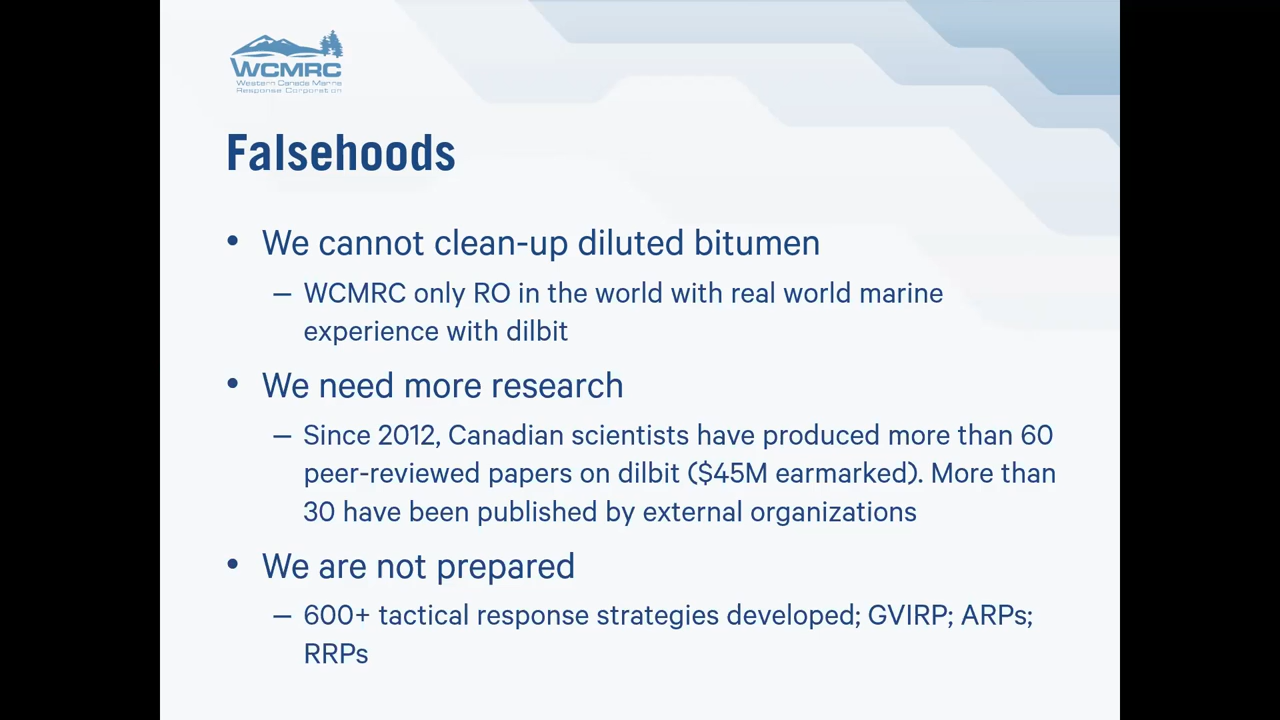 WCMRC
Western Canada Marine
Response Corporation
Falsehoods
• We cannot clean-up diluted bitumen
– WCMRC only RO in the world with real world marine
experience with dilbit
• We need more research
– Since 2012, Canadian scientists have produced more than 60
peer-reviewed papers on dilbit ($45M earmarked). More than
30 have been published by external organizations
• We are not prepared
– 600+ tactical response strategies developed; GVIRP; ARPs;
RRPs